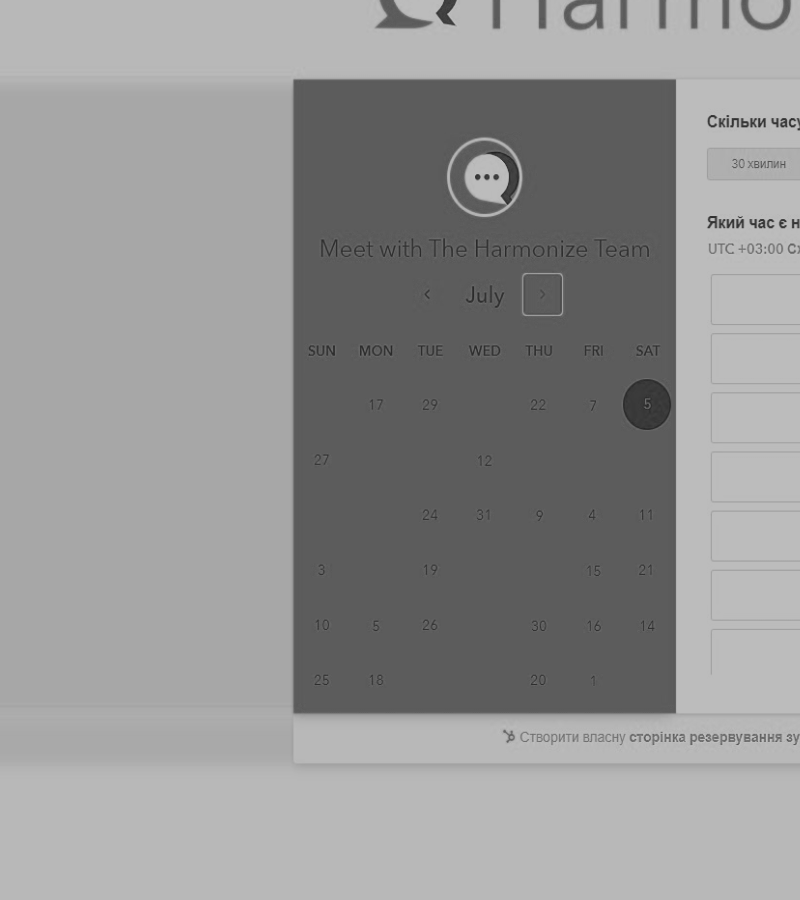 Harmo
Скільки часу
30 хвилин
Meet with The Harmonize Team
Який час є н
UTC +03:00 Сх
July
SUN MON TUE WED THU FRI SAT
17 29 22 7 5
27 12
24 31 9 4 11
3 19 15 21
10 5 26 30 16 14
25 18 20 1
Створити власну сторінка резервування зу